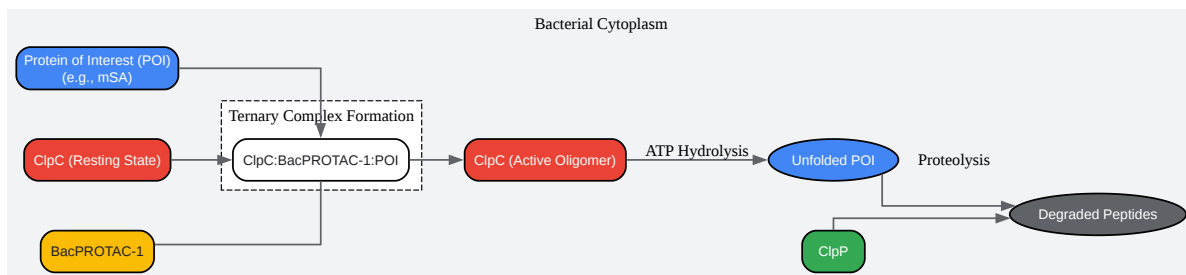 Bacterial Cytoplasm
Protein of Interest (POI)
(e.g., mSA)
Ternary Complex Formation
ClpC (Resting State)
ClpC:BacPROTAC-1:POI
ClpC (Active Oligomer)
ATP Hydrolysis
Unfolded POI
Proteolysis
Degraded Peptides
BacPROTAC-1
ClpP